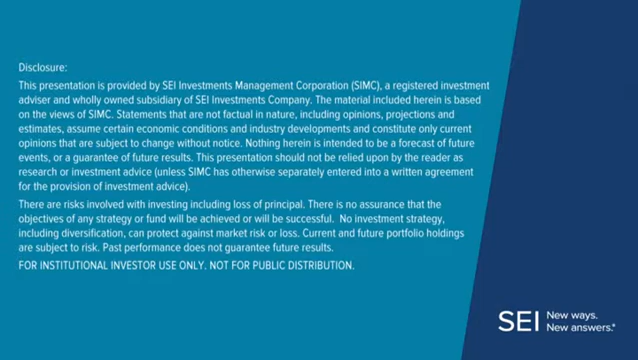 Disclosure:
This presentation is provided by SEI Investments Management Corporation (SIMC), a registered investment
adviser and wholly owned subsidiary of SEI Investments Company. The material included herein is based
on the views of SIMC. Statements that are not factual in nature, including opinions, projections and
estimates, assume certain economic conditions and industry developments and constitute only current
opinions that are subject to change without notice. Nothing herein is intended to be a forecast of future
events, or a guarantee of future results. This presentation should not be relied upon by the reader as
research or investment advice (unless SIMC has otherwise separately entered into a written agreement
for the provision of investment advice).
There are risks involved with investing including loss of principal. There is no assurance that the
objectives of any strategy or fund will be achieved or will be successful. No investment strategy,
including diversification, can protect against market risk or loss. Current and future portfolio holdings
are subject to risk. Past performance does not guarantee future results.
FOR INSTITUTIONAL INVESTOR USE ONLY. NOT FOR PUBLIC DISTRIBUTION.
SEI New ways.
New answers.®